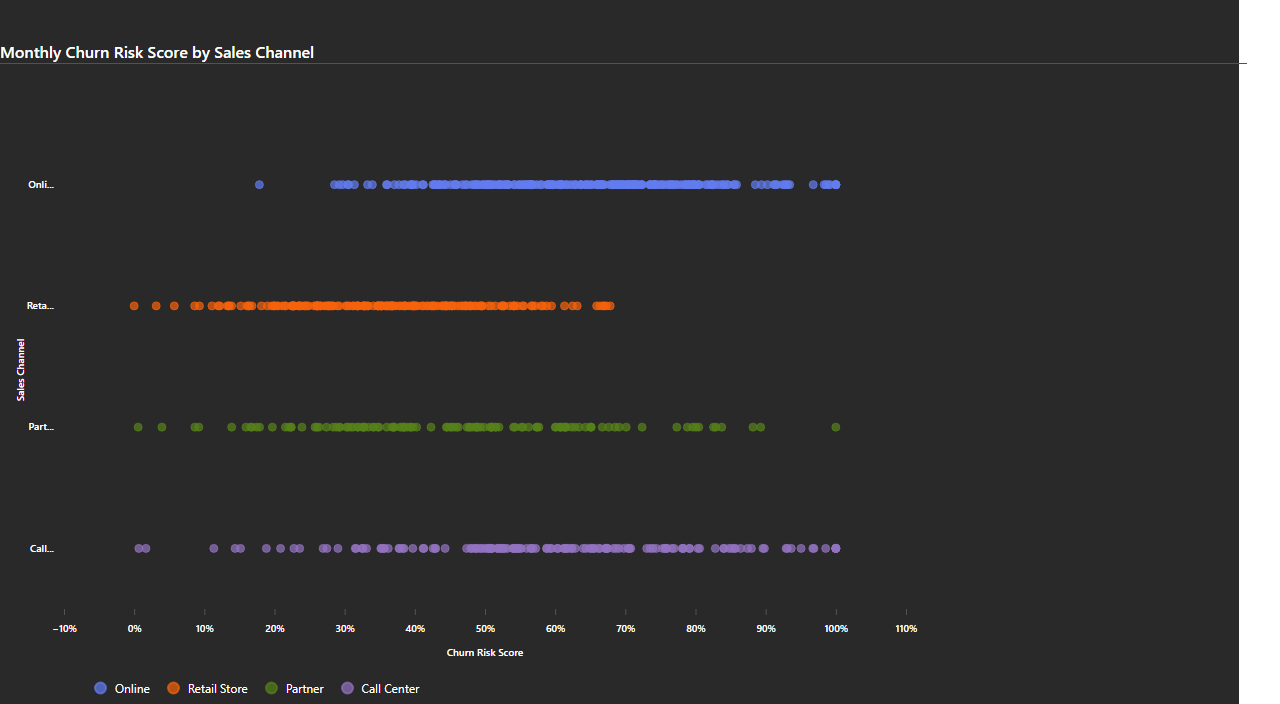 Monthly Churn Risk Score by Sales Channel
Onli...
Reta...
Sales Channel
Part...
Call...
−10% 0% 10% 20% 30% 40% 50% 60% 70% 80% 90% 100% 110%
Churn Risk Score
Online Retail Store Partner Call Center